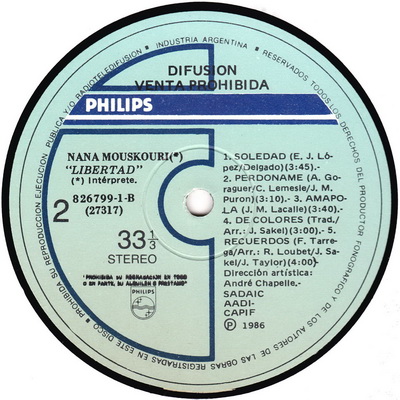 INDUSTRIA ARGENTINA • RESERVADOS TODOS LOS DERECHOS DEL PRODUCTOR FONOGRAFICO Y DE LOS AUTORES DE LAS OBRAS REGISTRADAS EN ESTE DISCO • PROHIBIDA SU REPRODUCCION EJECUCION PUBLICA Y/O RADIOTELEDIFUSION •
DIFUSION
VENTA PROHIBIDA
PHILIPS
NANA MOUSKOURI(*)
"LIBERTAD"
(*) Intérprete.
2
826799-1-B
(27317)
33 1/3
STEREO
"PROHIBIDA SU REGRABACION EN TODO
O EN PARTE, SU ALQUILER O PRESTAMO"
PHILIPS
1. SOLEDAD (E. J. Ló-
pez/Delgado)(3:45).-
2. PERDONAME (A. Go-
raguer/C. Lemesle/J. M.
Puron)(3:10).- 3. AMAPO-
LA (J. M. Lacalle)(3:40).-
4. DE COLORES (Trad./
Arr.: J. Sakel)(3:00).- 5.
RECUERDOS (F. Tarre-
ga/Arr.: R. Loubet/J. Sa-
kel/J. Taylor)(4:00)
Dirección artística:
André Chapelle.-
SADAIC
AADI-
CAPIF
Ⓟ 1986